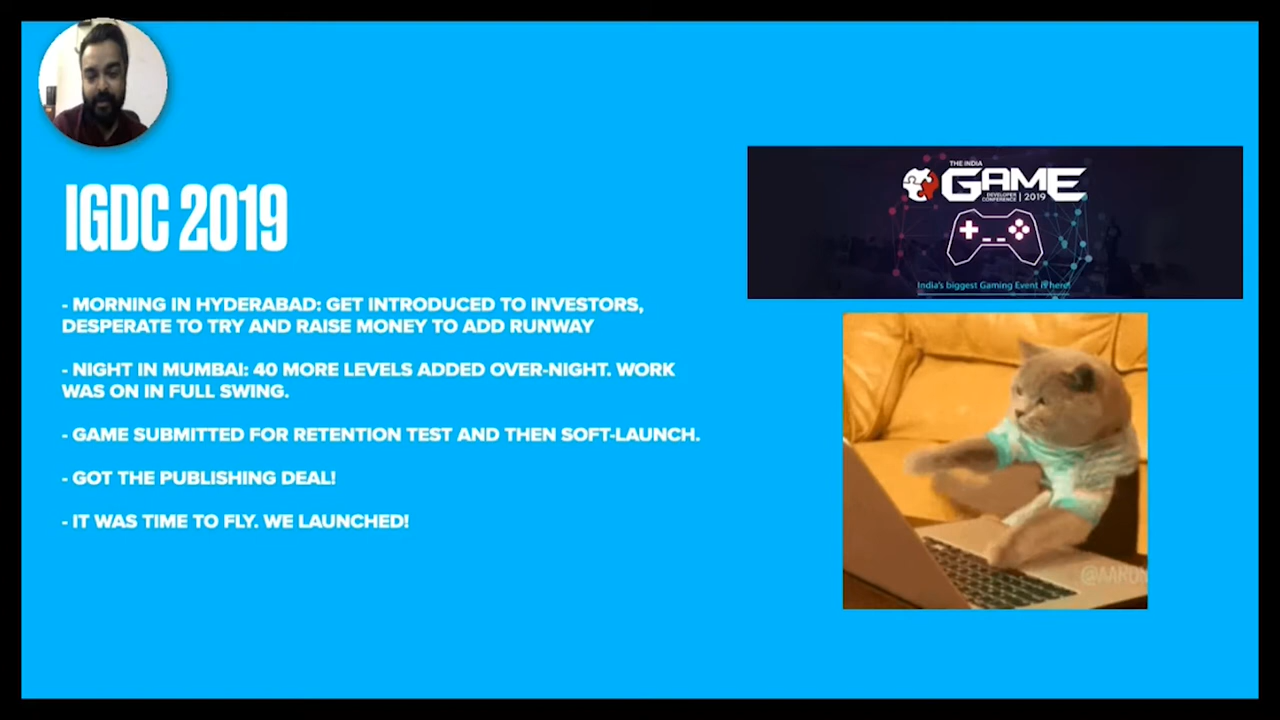 IGDC 2019
- MORNING IN HYDERABAD: GET INTRODUCED TO INVESTORS,
DESPERATE TO TRY AND RAISE MONEY TO ADD RUNWAY
- NIGHT IN MUMBAI: 40 MORE LEVELS ADDED OVER-NIGHT. WORK
WAS ON IN FULL SWING.
- GAME SUBMITTED FOR RETENTION TEST AND THEN SOFT-LAUNCH.
- GOT THE PUBLISHING DEAL!
- IT WAS TIME TO FLY. WE LAUNCHED!
THE INDIA
GAME
DEVELOPER
CONFERENCE | 2019
India's biggest Gaming Event is here!
@AARON